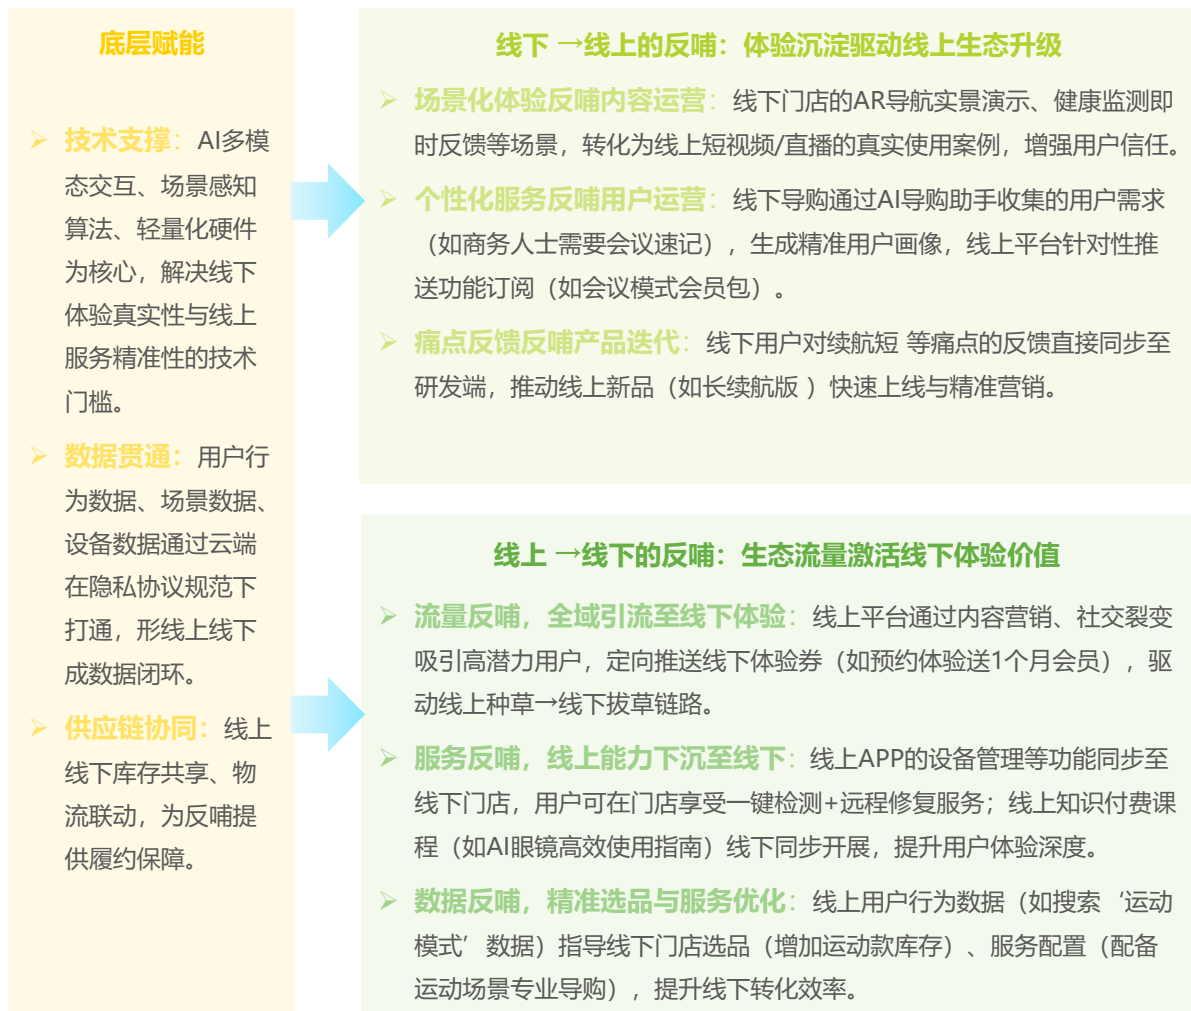 底层赋能
技术支撑：AI多模
态交互、场景感知
算法、轻量化硬件
为核心，解决线下
体验真实性与线上
服务精准性的技术
门槛。
数据贯通：用户行
为数据、场景数据、
设备数据通过云端
在隐私协议规范下
打通，形线上线下
成数据闭环。
供应链协同：线上
线下库存共享、物
流联动，为反哺提
供履约保障。
线下 →线上的反哺：体验沉淀驱动线上生态升级
场景化体验反哺内容运营：线下门店的AR导航实景演示、健康监测即
时反馈等场景，转化为线上短视频/直播的真实使用案例，增强用户信任。
个性化服务反哺用户运营：线下导购通过AI导购助手收集的用户需求
（如商务人士需要会议速记），生成精准用户画像，线上平台针对性推
送功能订阅（如会议模式会员包）。
痛点反馈反哺产品迭代：线下用户对续航短 等痛点的反馈直接同步至
研发端，推动线上新品（如长续航版 ）快速上线与精准营销。
线上 →线下的反哺：生态流量激活线下体验价值
流量反哺，全域引流至线下体验：线上平台通过内容营销、社交裂变
吸引高潜力用户，定向推送线下体验券（如预约体验送1个月会员），驱
动线上种草→线下拔草链路。
服务反哺，线上能力下沉至线下：线上APP的设备管理等功能同步至
线下门店，用户可在门店享受一键检测+远程修复服务；线上知识付费课
程（如AI眼镜高效使用指南）线下同步开展，提升用户体验深度。
数据反哺，精准选品与服务优化：线上用户行为数据（如搜索‘运动
模式’数据）指导线下门店选品（增加运动款库存）、服务配置（配备
运动场景专业导购），提升线下转化效率。